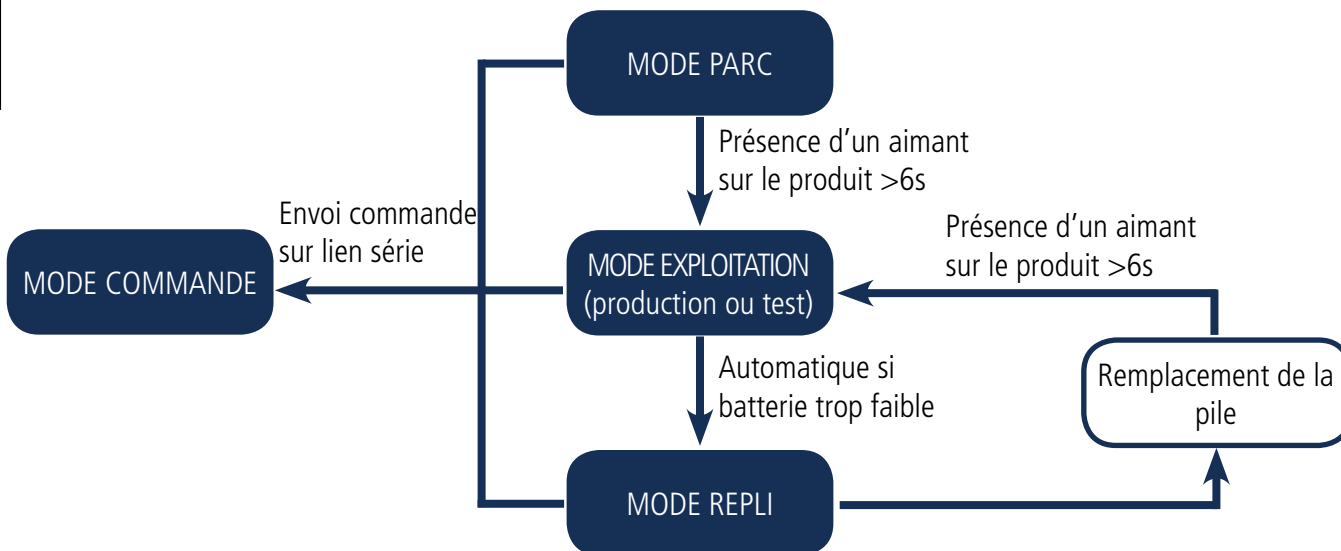 MODE PARC
Présence d’un aimant
sur le produit >6s
Envoi commande
sur lien série
Présence d’un aimant
sur le produit >6s
MODE COMMANDE
MODE EXPLOITATION
(production ou test)
Automatique si
batterie trop faible
Remplacement de la
pile
MODE REPLI